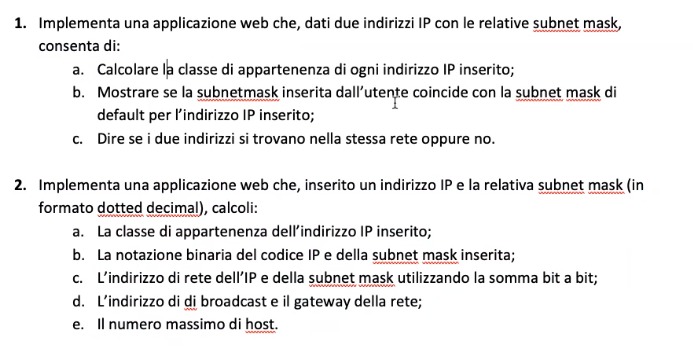 1. Implementa una applicazione web che, dati due indirizzi IP con le relative subnet mask,
consenta di:
a. Calcolare la classe di appartenenza di ogni indirizzo IP inserito;
b. Mostrare se la subnetmask inserita dall’utente coincide con la subnet mask di
default per l’indirizzo IP inserito;
c. Dire se i due indirizzi si trovano nella stessa rete oppure no.
2. Implementa una applicazione web che, inserito un indirizzo IP e la relativa subnet mask (in
formato dotted decimal), calcoli:
a. La classe di appartenenza dell’indirizzo IP inserito;
b. La notazione binaria del codice IP e della subnet mask inserita;
c. L’indirizzo di rete dell’IP e della subnet mask utilizzando la somma bit a bit;
d. L’indirizzo di di broadcast e il gateway della rete;
e. Il numero massimo di host.